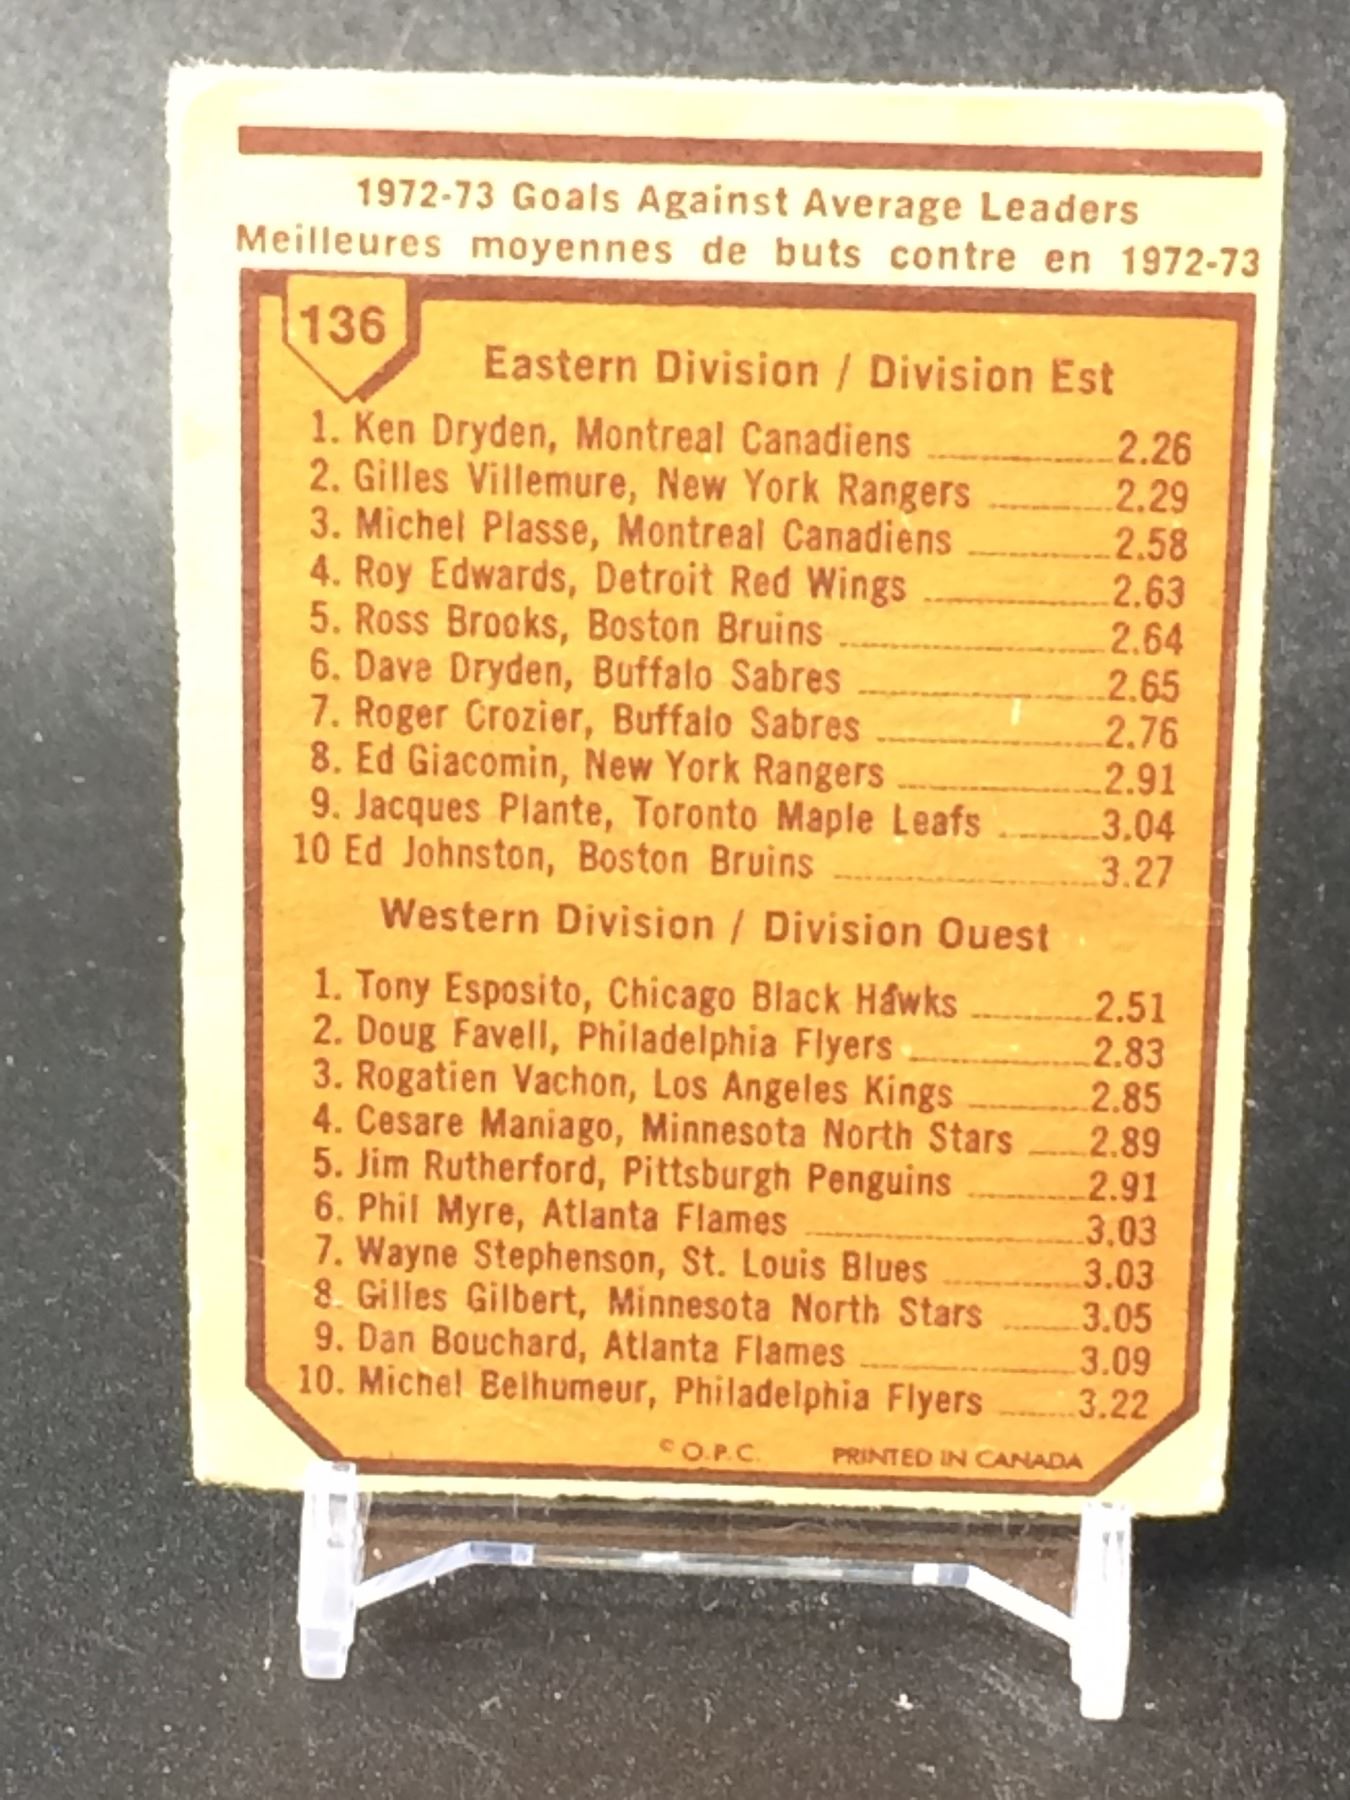 1972-73 Goals Against Average Leaders
Meilleures moyennes de buts contre en 1972-73
136
Eastern Division / Division Est
1. Ken Dryden, Montreal Canadiens 2.26
2. Gilles Villemure, New York Rangers 2.29
3. Michel Plasse, Montreal Canadiens 2.58
4. Roy Edwards, Detroit Red Wings 2.63
5. Ross Brooks, Boston Bruins 2.64
6. Dave Dryden, Buffalo Sabres 2.65
7. Roger Crozier, Buffalo Sabres 2.76
8. Ed Giacomin, New York Rangers 2.91
9. Jacques Plante, Toronto Maple Leafs 3.04
10 Ed Johnston, Boston Bruins 3.27
Western Division / Division Ouest
1. Tony Esposito, Chicago Black Hawks 2.51
2. Doug Favell, Philadelphia Flyers 2.83
3. Rogatien Vachon, Los Angeles Kings 2.85
4. Cesare Maniago, Minnesota North Stars 2.89
5. Jim Rutherford, Pittsburgh Penguins 2.91
6. Phil Myre, Atlanta Flames 3.03
7. Wayne Stephenson, St. Louis Blues 3.03
8. Gilles Gilbert, Minnesota North Stars 3.05
9. Dan Bouchard, Atlanta Flames 3.09
10. Michel Belhumeur, Philadelphia Flyers 3.22
© O.P.C. PRINTED IN CANADA